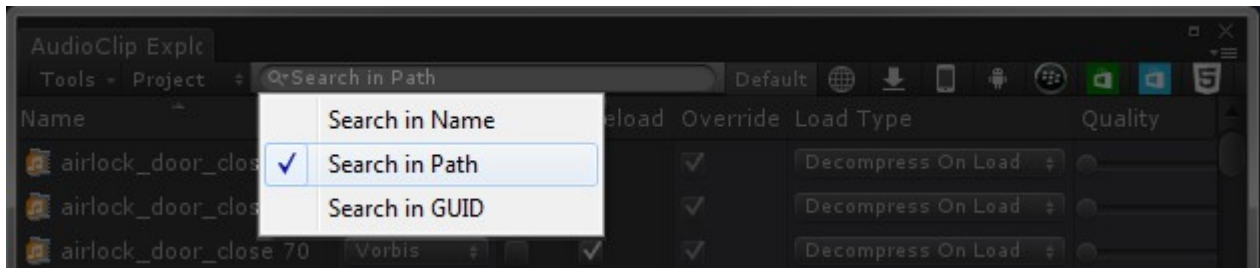 AudioClip Explc
Tools Project Search in Path Default
Name eload Override Load Type Quality
Search in Name
Search in Path
Search in GUID
airlock_door_clos Decompress On Load
airlock_door_clos Decompress On Load
airlock_door_close 70 Vorbis Decompress On Load